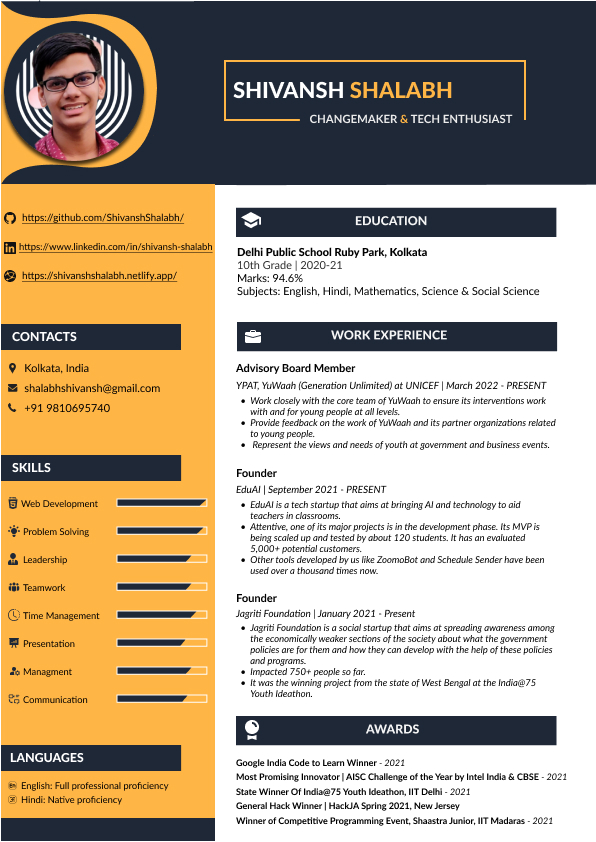 SHIVANSH SHALABH
CHANGEMAKER & TECH ENTHUSIAST
https://github.com/ShivanshShalabh/
https://www.linkedin.com/in/shivansh-shalabh
https://shivanshshalabh.netlify.app/
CONTACTS
Kolkata, India
shalabhshivansh@gmail.com
+91 9810695740
SKILLS
Web Development
Problem Solving
Leadership
Teamwork
Time Management
Presentation
Managment
Communication
LANGUAGES
English: Full professional proficiency
Hindi: Native proficiency
EDUCATION
Delhi Public School Ruby Park, Kolkata
10th Grade | 2020-21
Marks: 94.6%
Subjects: English, Hindi, Mathematics, Science & Social Science
WORK EXPERIENCE
Advisory Board Member
YPAT, YuWaah (Generation Unlimited) at UNICEF | March 2022 - PRESENT
• Work closely with the core team of YuWaah to ensure its interventions work
with and for young people at all levels.
• Provide feedback on the work of YuWaah and its partner organizations related
to young people.
• Represent the views and needs of youth at government and business events.
Founder
EduAI | September 2021 - PRESENT
• EduAI is a tech startup that aims at bringing AI and technology to aid
teachers in classrooms.
• Attentive, one of its major projects is in the development phase. Its MVP is
being scaled up and tested by about 120 students. It has an evaluated
5,000+ potential customers.
• Other tools developed by us like ZoomoBot and Schedule Sender have been
used over a thousand times now.
Founder
Jagriti Foundation | January 2021 - Present
• Jagriti Foundation is a social startup that aims at spreading awareness among
the economically weaker sections of the society about what the government
policies are for them and how they can develop with the help of these policies
and programs.
• Impacted 750+ people so far.
• It was the winning project from the state of West Bengal at the India@75
Youth Ideathon.
AWARDS
Google India Code to Learn Winner - 2021
Most Promising Innovator | AISC Challenge of the Year by Intel India & CBSE - 2021
State Winner Of India@75 Youth Ideathon, IIT Delhi - 2021
General Hack Winner | HackJA Spring 2021, New Jersey
Winner of Competitive Programming Event, Shaastra Junior, IIT Madaras - 2021